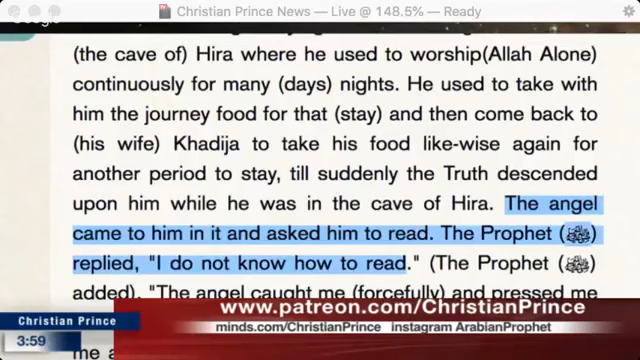 Christian Prince News — Live @ 148.5% — Ready
(the cave of) Hira where he used to worship(Allah Alone)
continuously for many (days) nights. He used to take with
him the journey food for that (stay) and then come back to
(his wife) Khadija to take his food like-wise again for
another period to stay, till suddenly the Truth descended
upon him while he was in the cave of Hira. The angel
came to him in it and asked him to read. The Prophet (ﷺ)
replied, "I do not know how to read." (The Prophet (ﷺ)
added), "The angel caught me (forcefully) and pressed me
www.patreon.com/ChristianPrince
Christian Prince
minds.com/ChristianPrince instagram ArabianProphet
3:59
me a